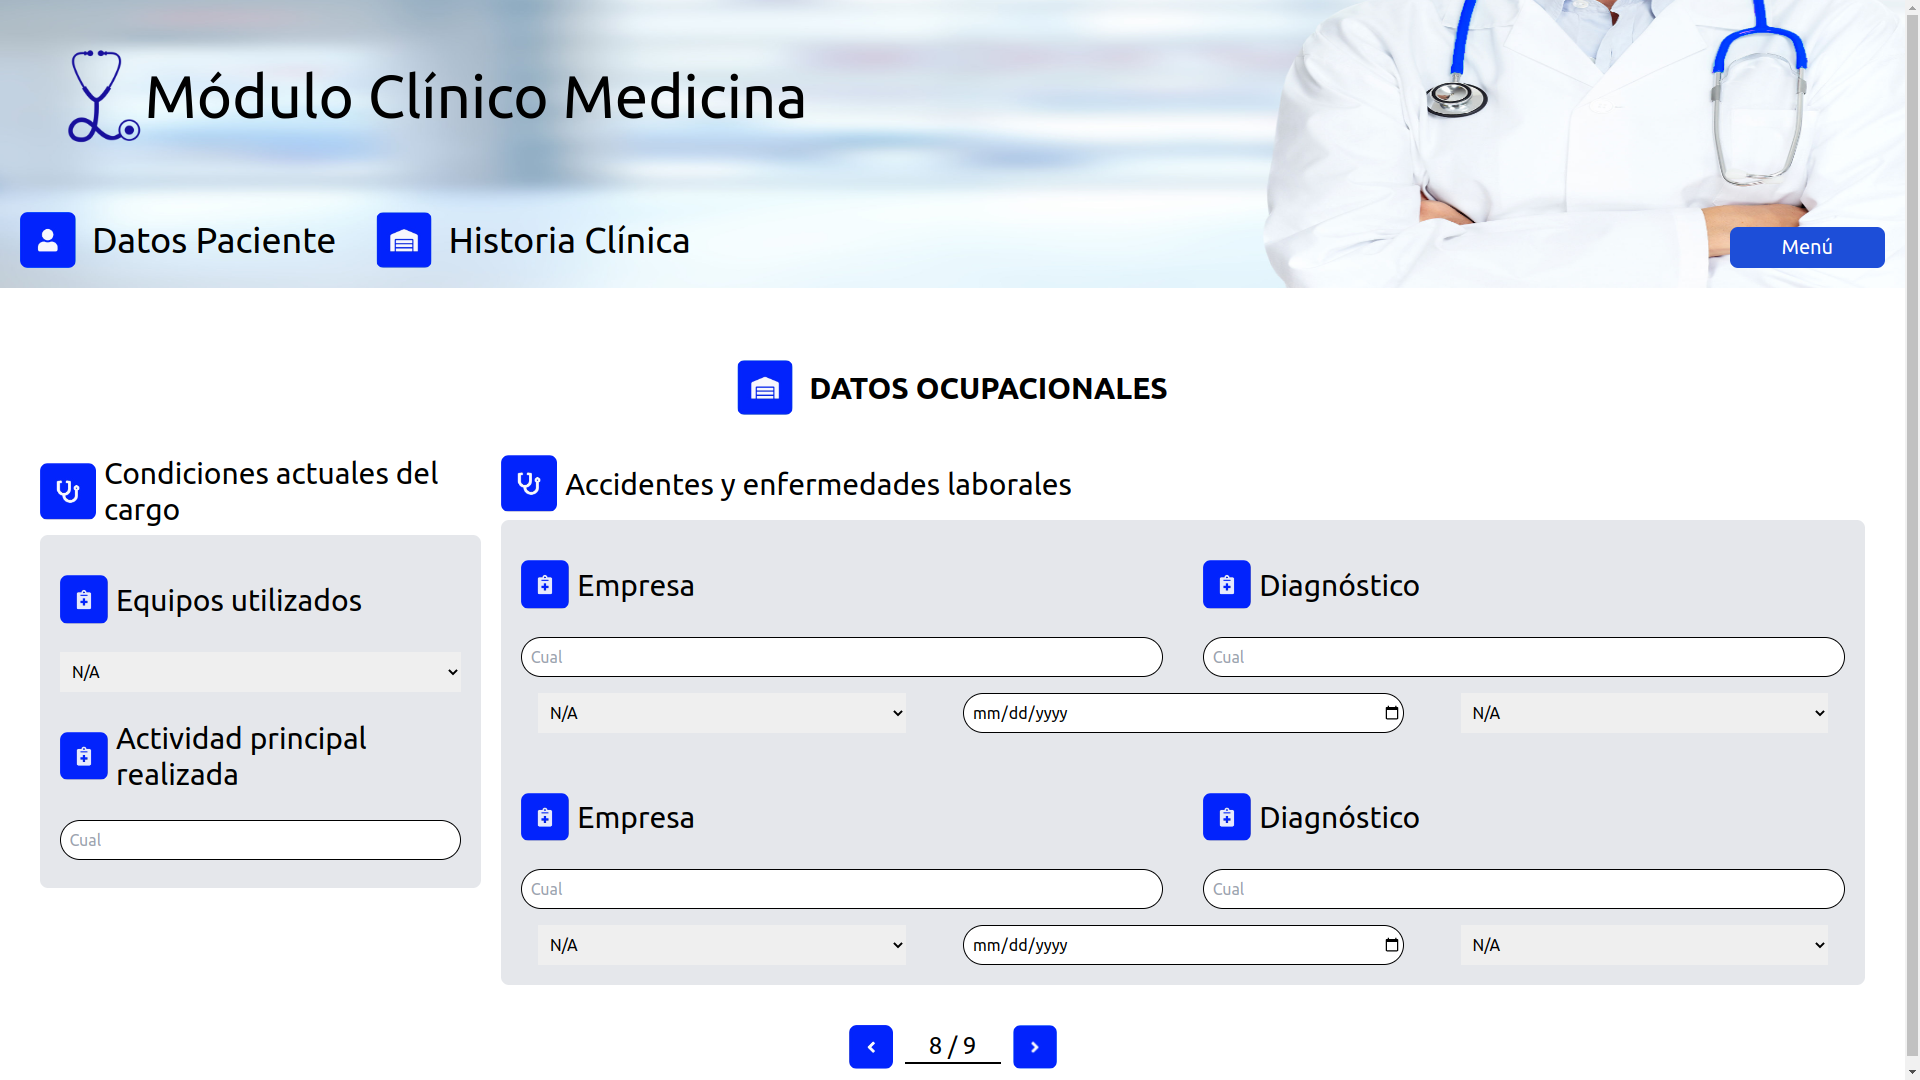 Módulo Clínico Medicina
Datos Paciente
Historia Clínica
Menú
DATOS OCUPACIONALES
Condiciones actuales del
cargo
Equipos utilizados
N/A
Actividad principal
realizada
Cual
Accidentes y enfermedades laborales
Empresa
Diagnóstico
Cual
Cual
N/A
mm/dd/yyyy
N/A
Empresa
Diagnóstico
Cual
Cual
N/A
mm/dd/yyyy
N/A
8 / 9